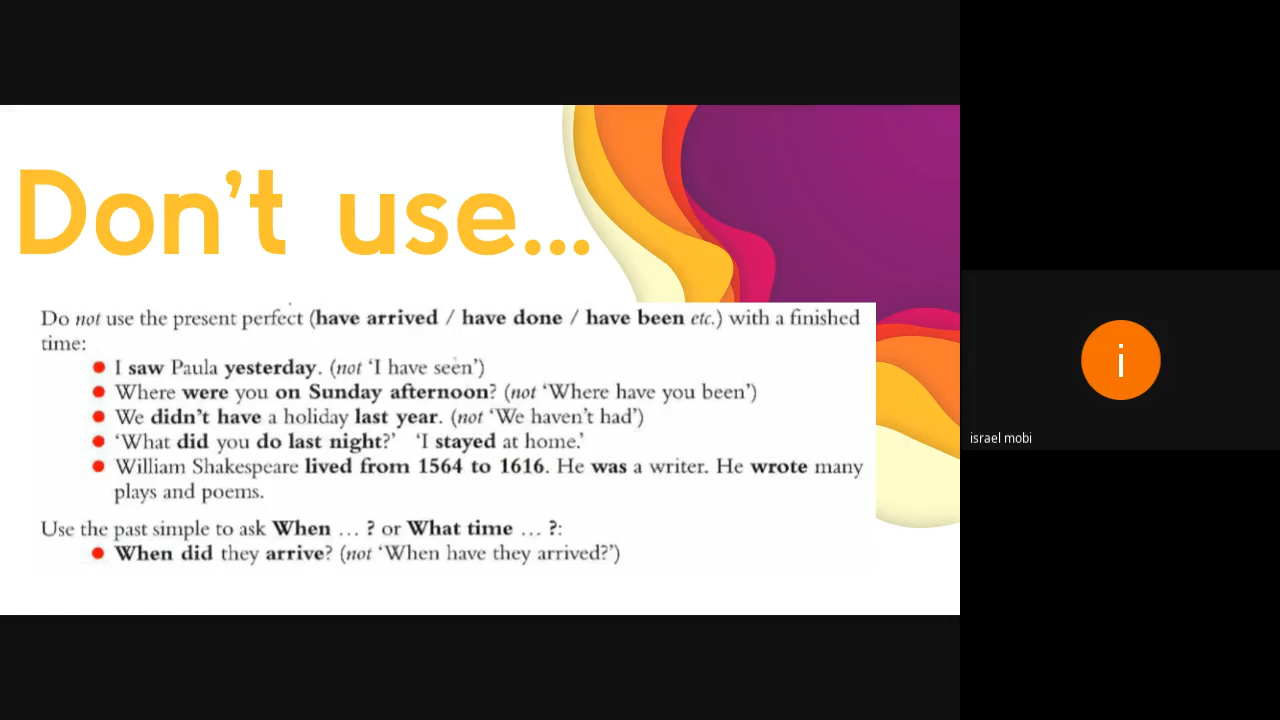 Don't use...
Do not use the present perfect (have arrived / have done / have been etc.) with a finished
time:
● I saw Paula yesterday. (not ‘I have seen’)
● Where were you on Sunday afternoon? (not ‘Where have you been’)
● We didn't have a holiday last year. (not ‘We haven't had’)
● ‘What did you do last night?’ ‘I stayed at home.’
● William Shakespeare lived from 1564 to 1616. He was a writer. He wrote many
plays and poems.
Use the past simple to ask When … ? or What time … ?:
● When did they arrive? (not ‘When have they arrived?’)
i
israel mobi